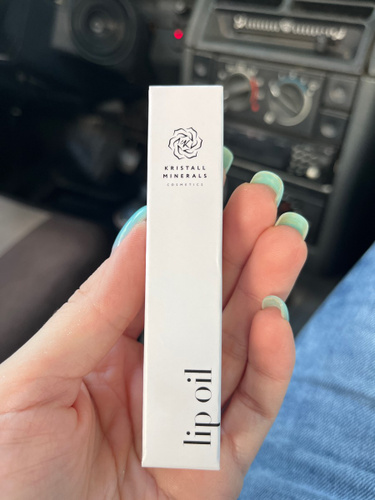 KRISTALL
MINERALS
COSMETICS
lip oil